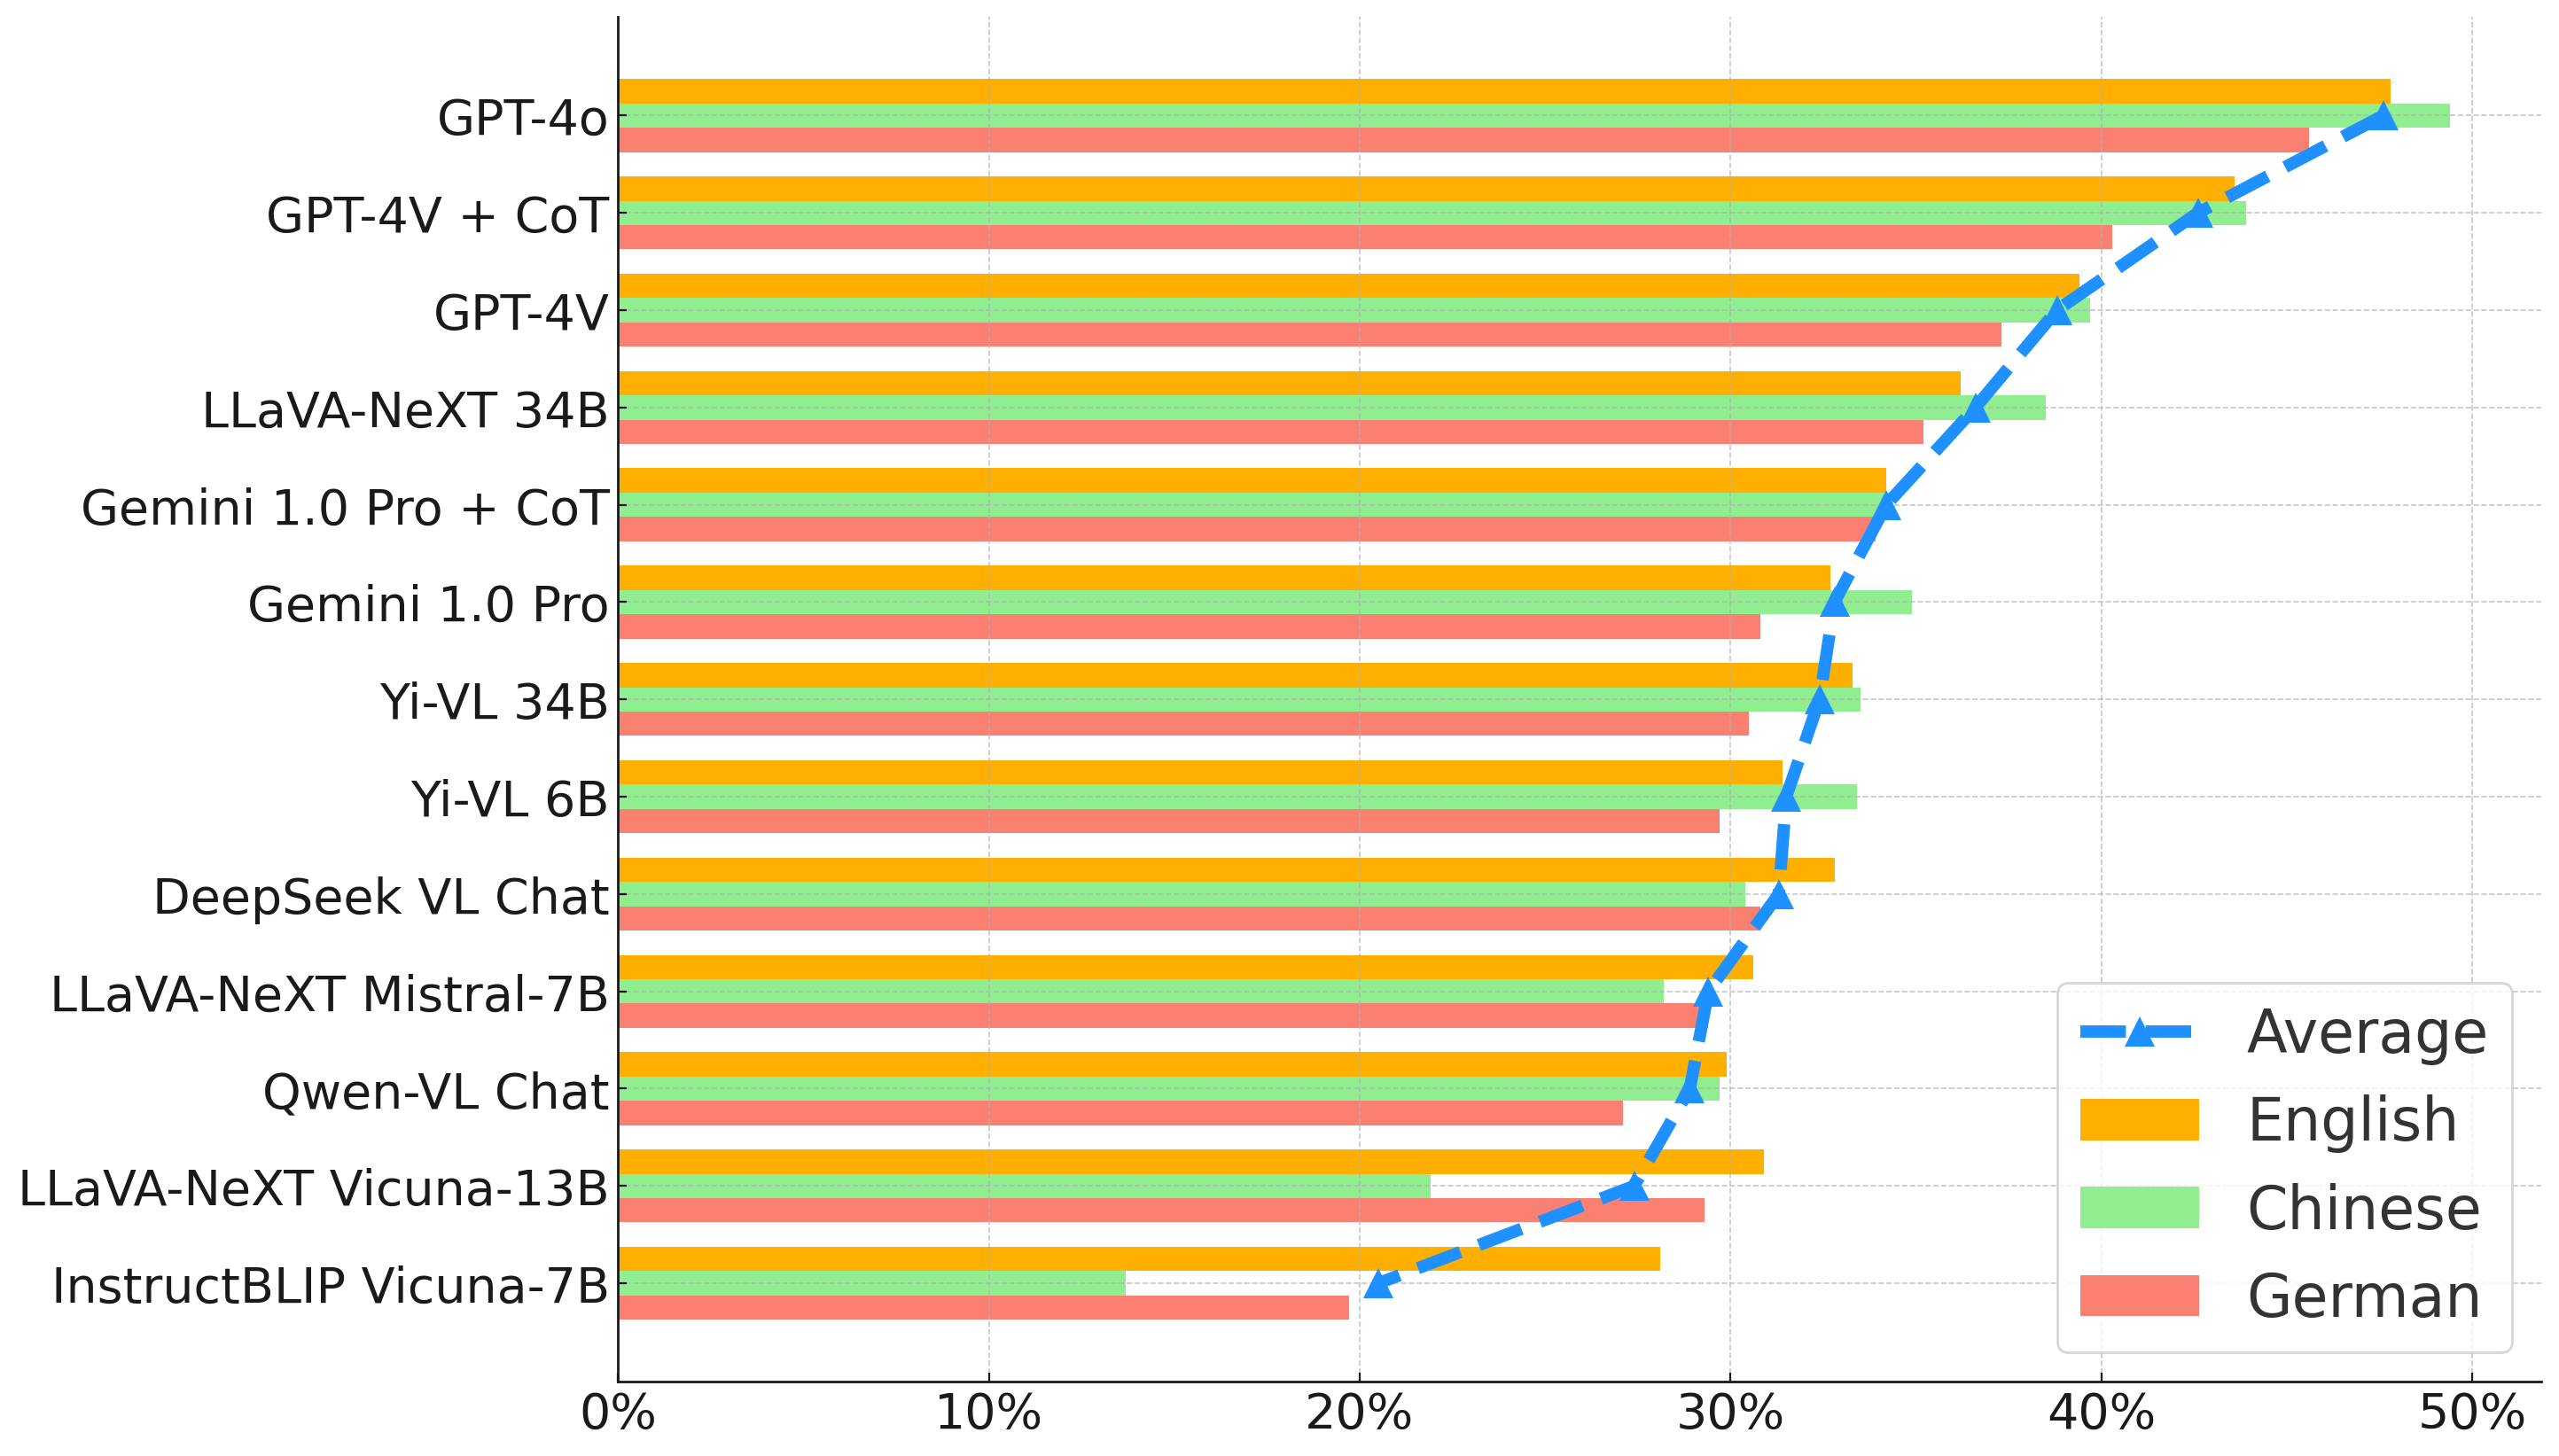 GPT-4o
GPT-4V + CoT
GPT-4V
LLaVA-NeXT 34B
Gemini 1.0 Pro + CoT
Gemini 1.0 Pro
Yi-VL 34B
Yi-VL 6B
DeepSeek VL Chat
LLaVA-NeXT Mistral-7B
Qwen-VL Chat
LLaVA-NeXT Vicuna-13B
InstructBLIP Vicuna-7B
Average
English
Chinese
German
0% 10% 20% 30% 40% 50%